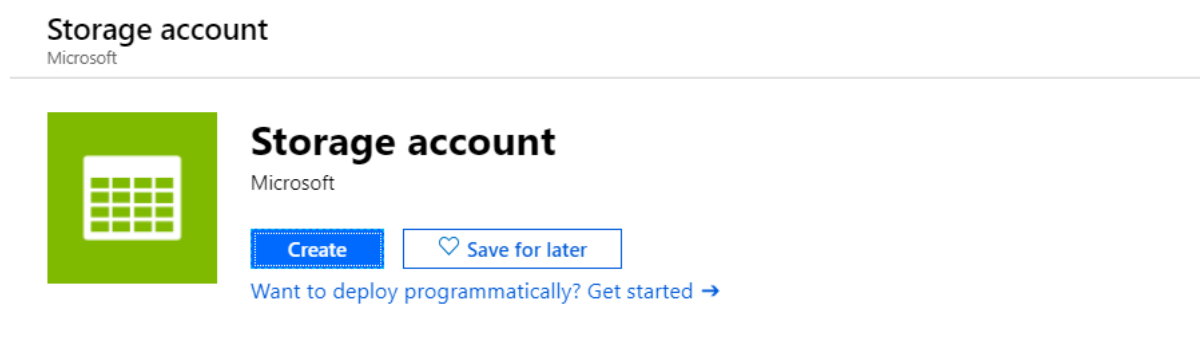 Storage account
Microsoft
Storage account
Microsoft
Create
Save for later
Want to deploy programmatically? Get started →